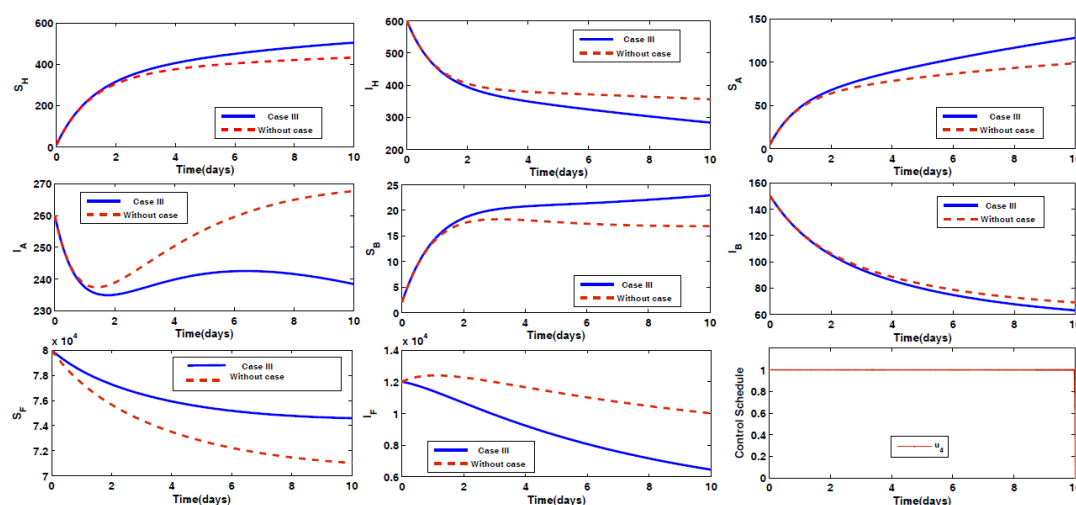 600
400
200
0
S_H
Case III
Without case
0 2 4 6 8 10
Time(days)
600
500
400
300
200
I_H
Case III
Without case
0 2 4 6 8 10
Time(days)
150
100
50
0
S_A
Case III
Without case
0 2 4 6 8 10
Time(days)
270
260
250
240
230
I_A
Case III
Without case
0 2 4 6 8 10
Time(days)
25
20
15
10
5
0
S_B
Case III
Without case
0 2 4 6 8 10
Time(days)
160
140
120
100
80
60
I_B
Case III
Without case
0 2 4 6 8 10
Time(days)
x 10^4
8
7.8
7.6
7.4
7.2
7
S_F
Case III
Without case
0 2 4 6 8 10
Time(days)
x 10^4
1.4
1.2
1
0.8
0.6
I_F
Case III
Without case
0 2 4 6 8 10
Time(days)
1
0.8
0.6
0.4
0.2
0
Control Schedule
u_4
0 2 4 6 8 10
Time(days)